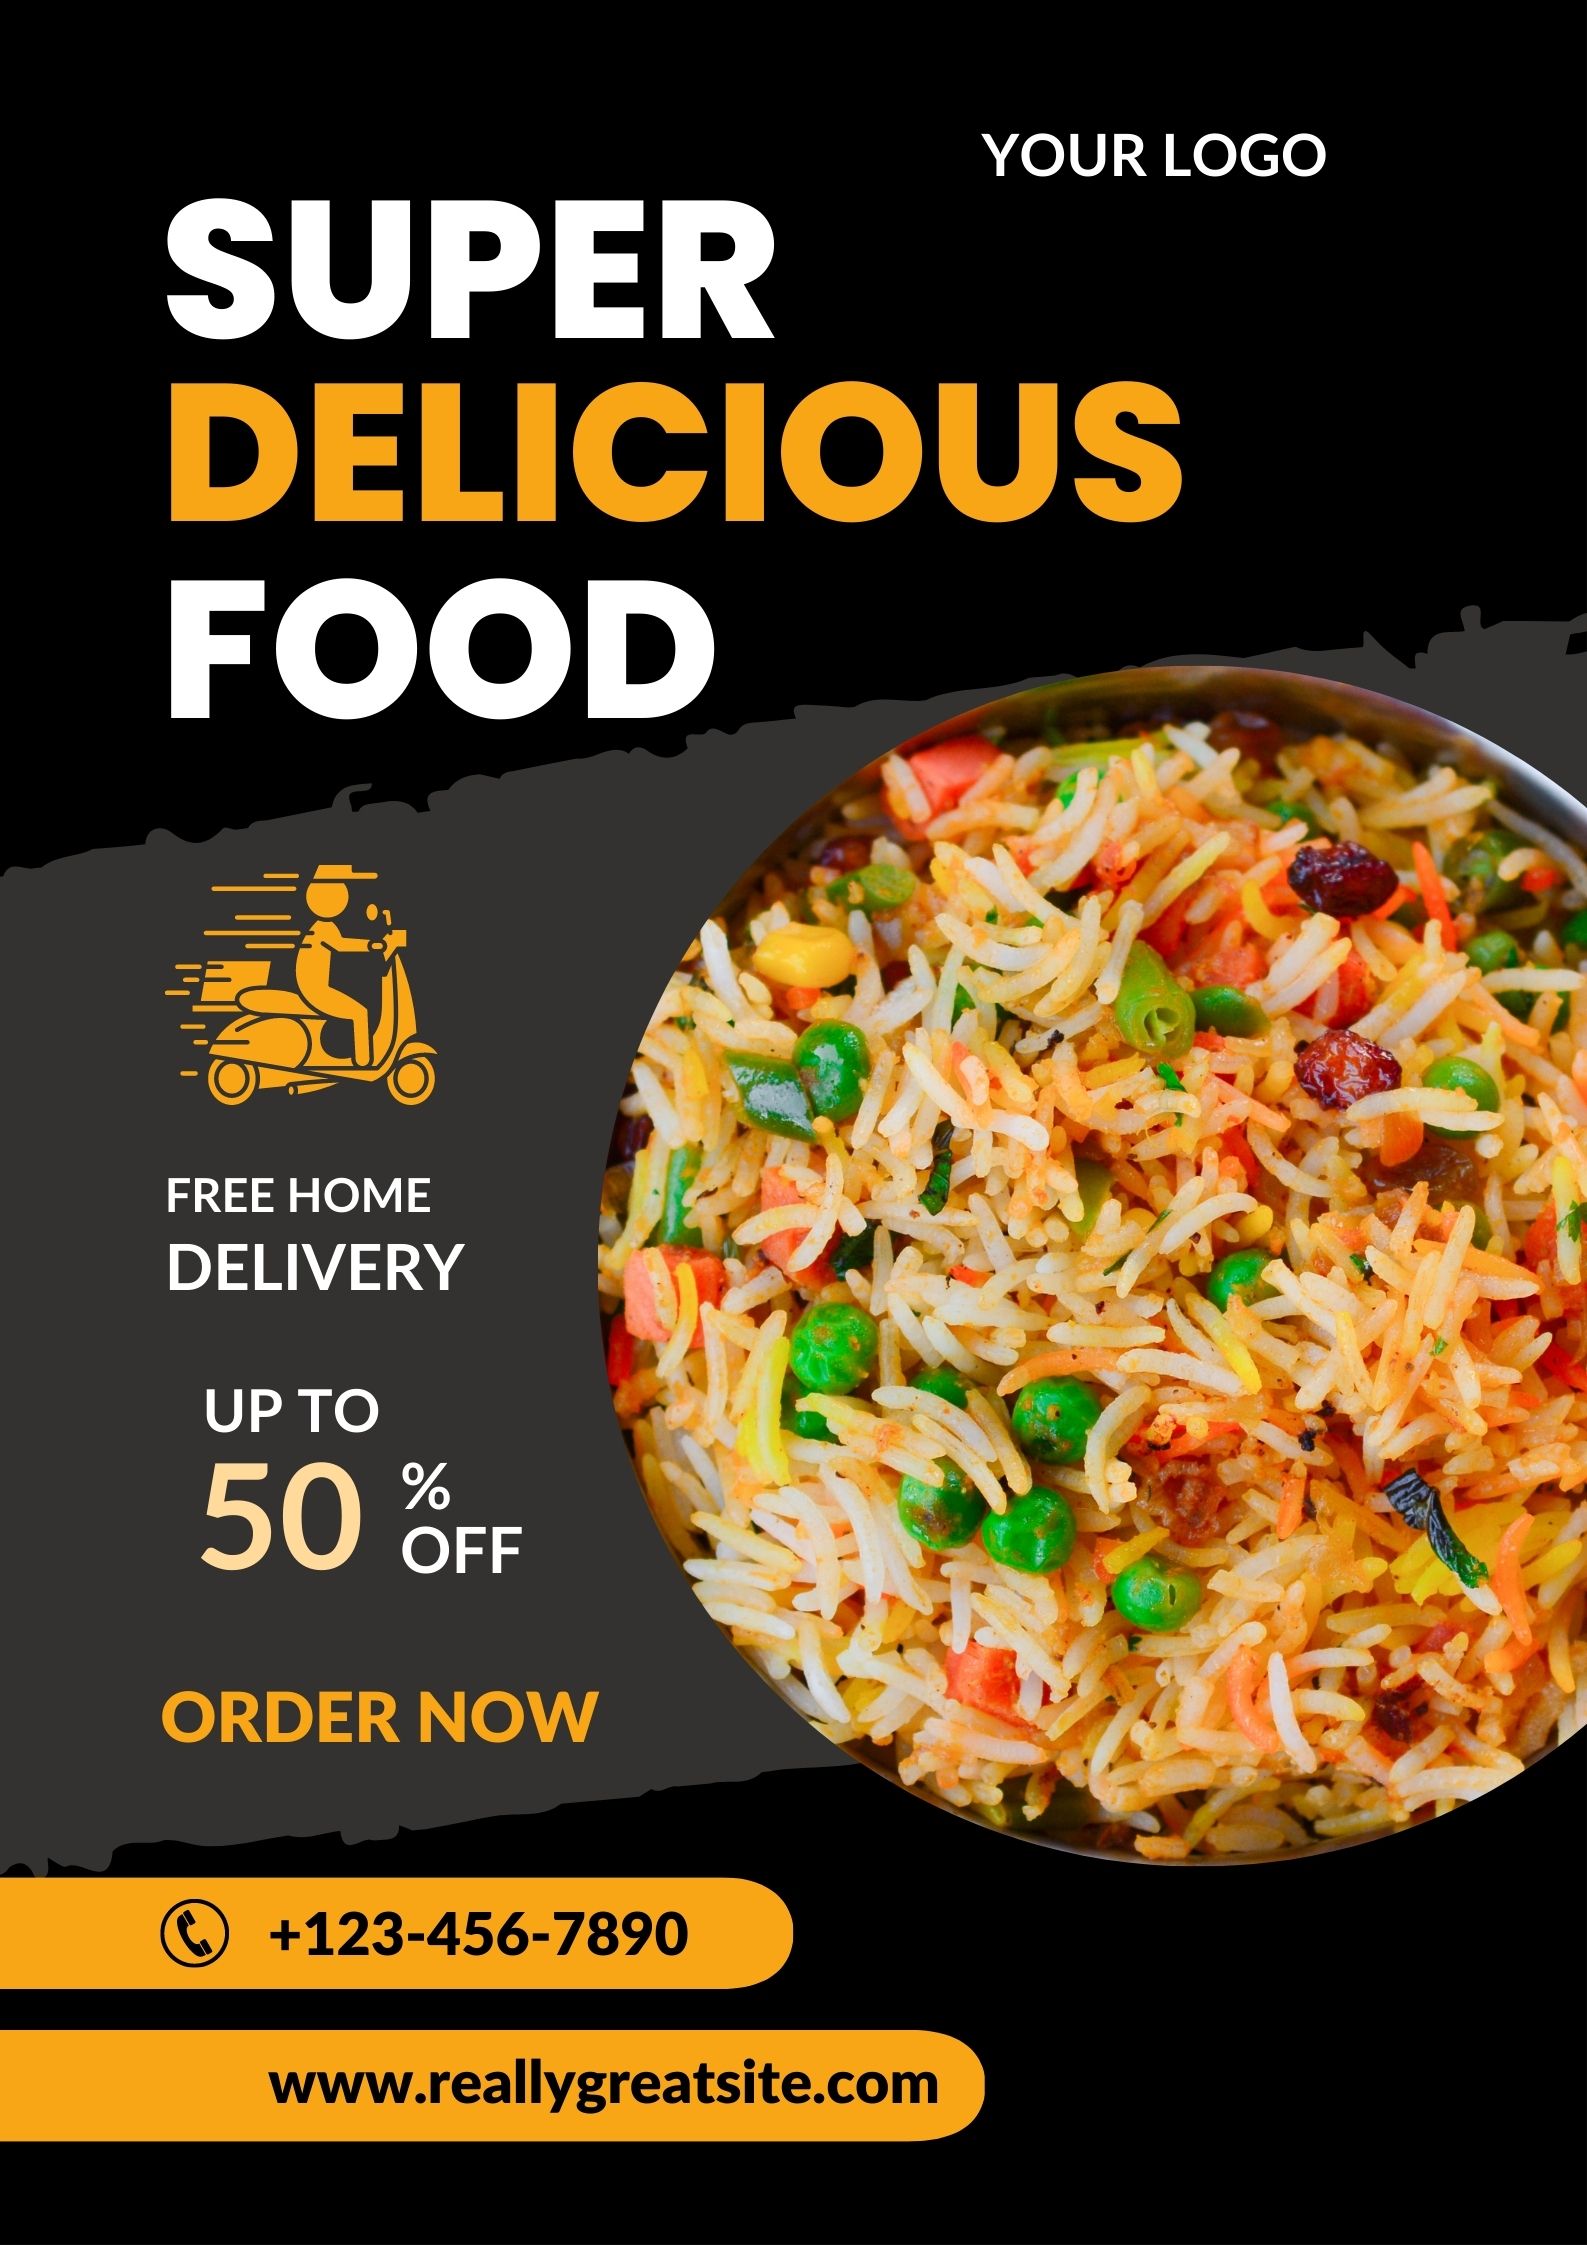 YOUR LOGO
SUPER
DELICIOUS
FOOD
FREE HOME
DELIVERY
UP TO
50 %
OFF
ORDER NOW
+123-456-7890
www.reallygreatsite.com